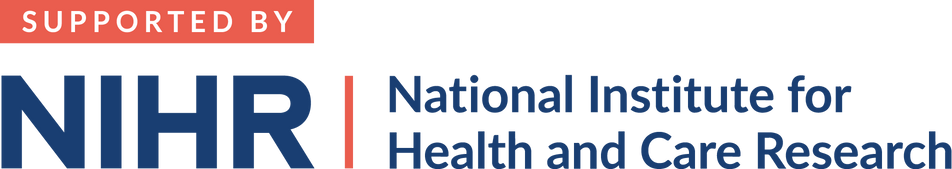 SUPPORTED BY
NIHR
National Institute for
Health and Care Research